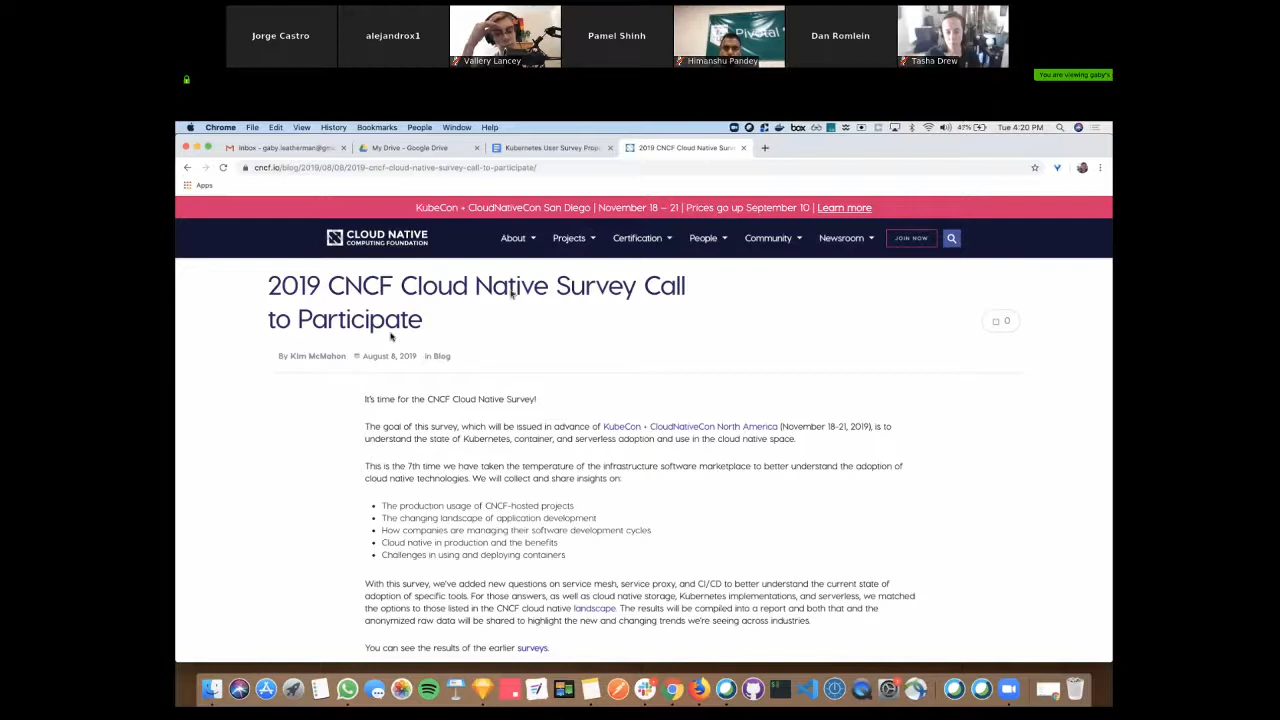 Jorge Castro
alejandrox1
Pamel Shinh
Dan Romlein
Pivotal
Vallery Lancey
Himanshu Pandey
Tasha Drew
You are viewing gaby's
Chrome File Edit View History Bookmarks People Window Help
box 47% Tue 4:20 PM
Inbox - gaby.leatherman@gm
My Drive - Google Drive
Kubernetes User Survey Prop
2019 CNCF Cloud Native Surv
cncf.io/blog/2019/08/08/2019-cncf-cloud-native-survey-call-to-participate/
Apps
KubeCon + CloudNativeCon San Diego | November 18 – 21 | Prices go up September 10 | Learn more
CLOUD NATIVE
COMPUTING FOUNDATION
About Projects Certification People Community Newsroom JOIN NOW
2019 CNCF Cloud Native Survey Call
to Participate
0
By Kim McMahon August 8, 2019 in Blog
It's time for the CNCF Cloud Native Survey!
The goal of this survey, which will be issued in advance of KubeCon + CloudNativeCon North America (November 18-21, 2019), is to
understand the state of Kubernetes, container, and serverless adoption and use in the cloud native space.
This is the 7th time we have taken the temperature of the infrastructure software marketplace to better understand the adoption of
cloud native technologies. We will collect and share insights on:
• The production usage of CNCF-hosted projects
• The changing landscape of application development
• How companies are managing their software development cycles
• Cloud native in production and the benefits
• Challenges in using and deploying containers
With this survey, we've added new questions on service mesh, service proxy, and CI/CD to better understand the current state of
adoption of specific tools. For those answers, as well as cloud native storage, Kubernetes implementations, and serverless, we matched
the options to those listed in the CNCF cloud native landscape. The results will be compiled into a report and both that and the
anonymized raw data will be shared to highlight the new and changing trends we're seeing across industries.
You can see the results of the earlier surveys.